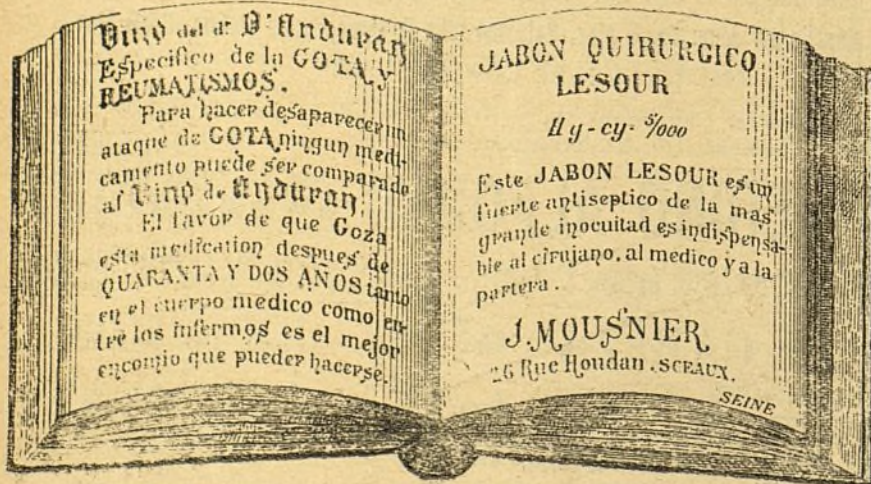 Vino del dr D'Anduran
Especifico de la GOTA y
REUMATISMOS.
Para hacer desaparecer un
ataque de GOTA ningun medi-
camento puede ser comparado
al Vino de Anduran
El favór de que Goza
esta medication despues de
QUARANTA Y DOS AÑOS tanto
en el cuerpo medico como en-
tre los infermos es el mejor
encomio que pueder hacerse.
JABON QUIRURGICO
LESOUR
Hg-cy- 5/000
Este JABON LESOUR es un
fuerte antiseptico de la mas
grande inocuitad es indispensa-
ble al cirujano, al medico y a la
partera.
J. MOUSNIER
26 Rue Houdan. SCEAUX.
SEINE